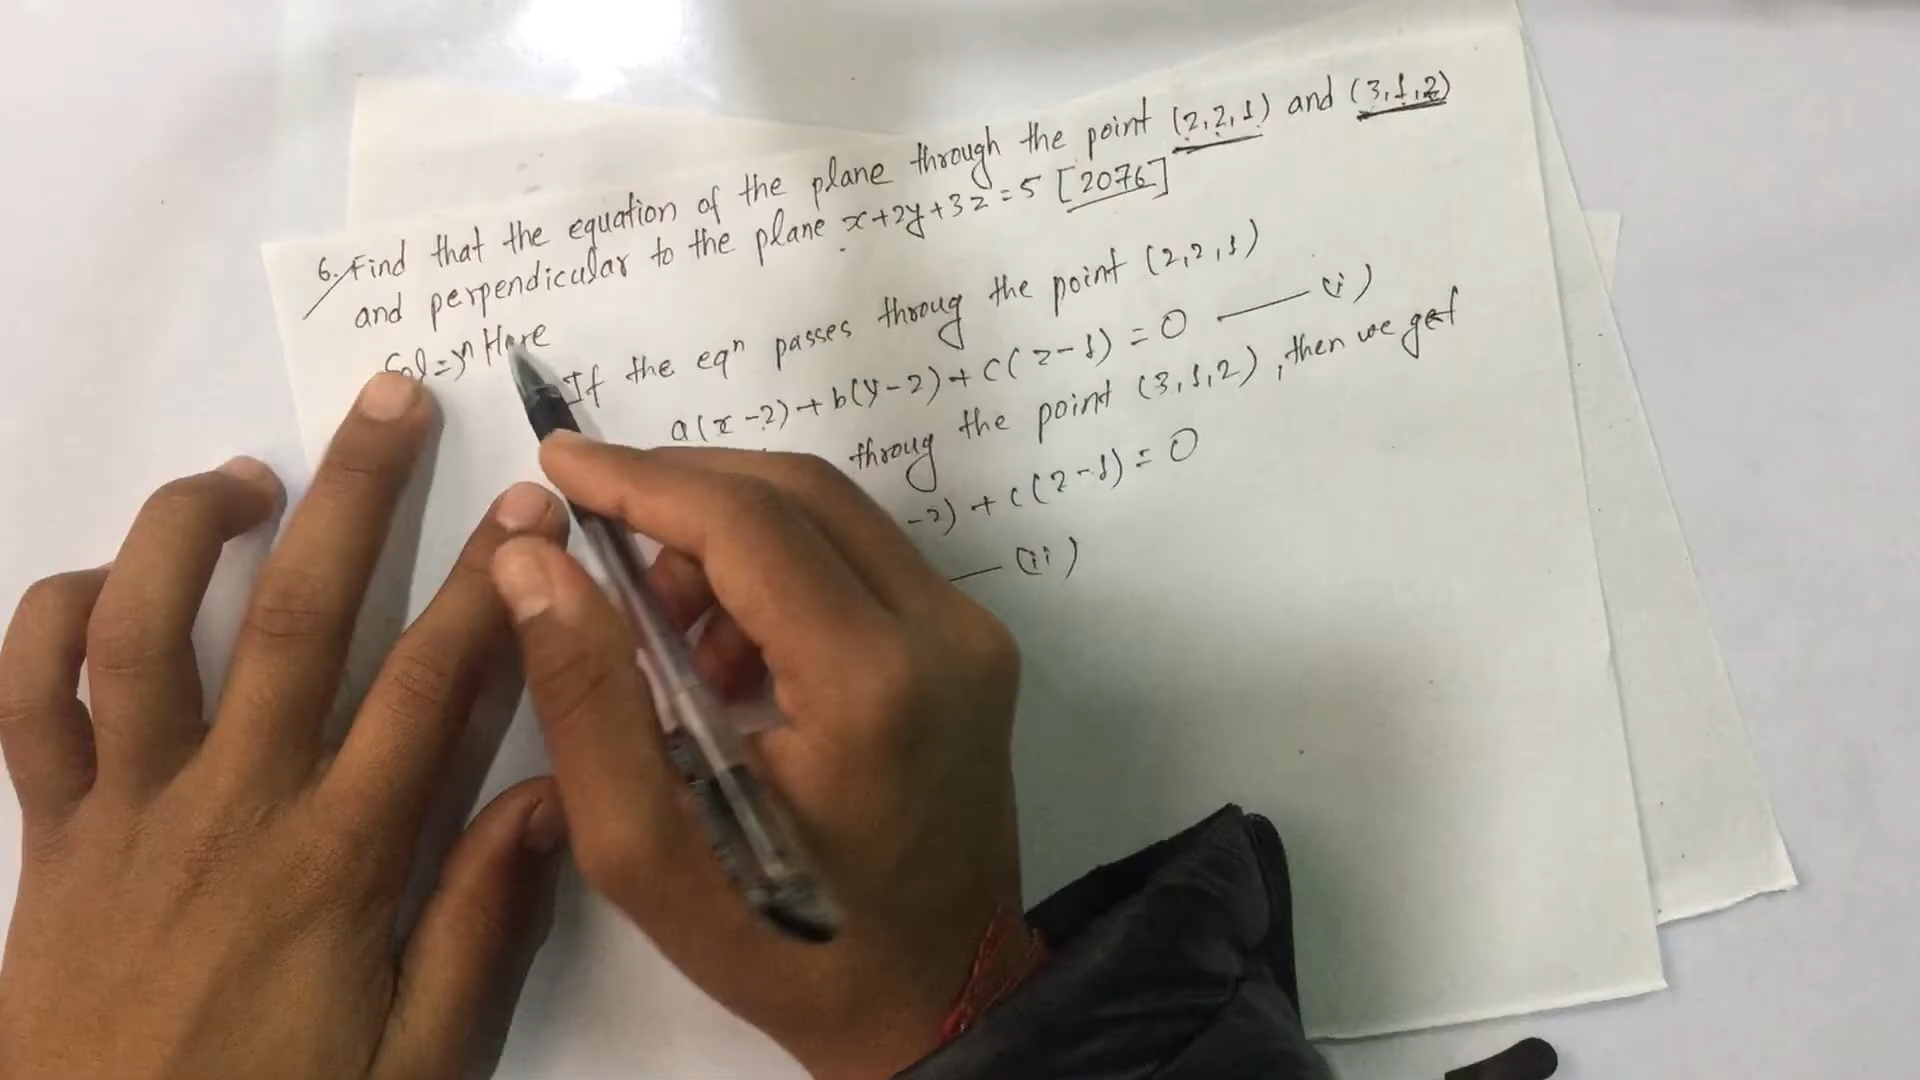 6. Find that the equation of the plane through the point (2,2,1) and (3,1,2)
and perpendicular to the plane x+2y+3z=5 [2076]
Sol=yn Here
If the eqn passes throug the point (2,2,1)
a(x-2)+b(y-2)+c(z-1)=0 —— (i)
throug the point (3,1,2), then we get
-2)+c(2-1)=0
—— (ii)